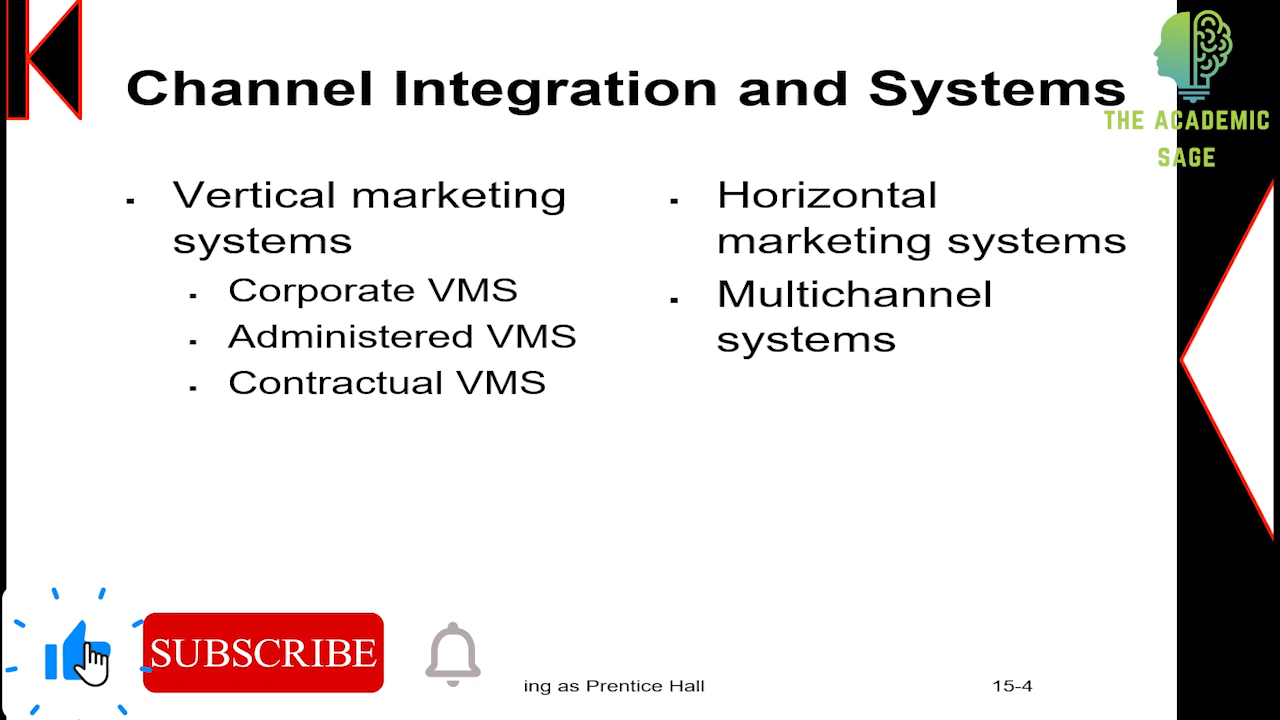 Channel Integration and Systems
THE ACADEMIC
SAGE
Vertical marketing
systems
Corporate VMS
Administered VMS
Contractual VMS
Horizontal
marketing systems
Multichannel
systems
SUBSCRIBE
ing as Prentice Hall
15-4